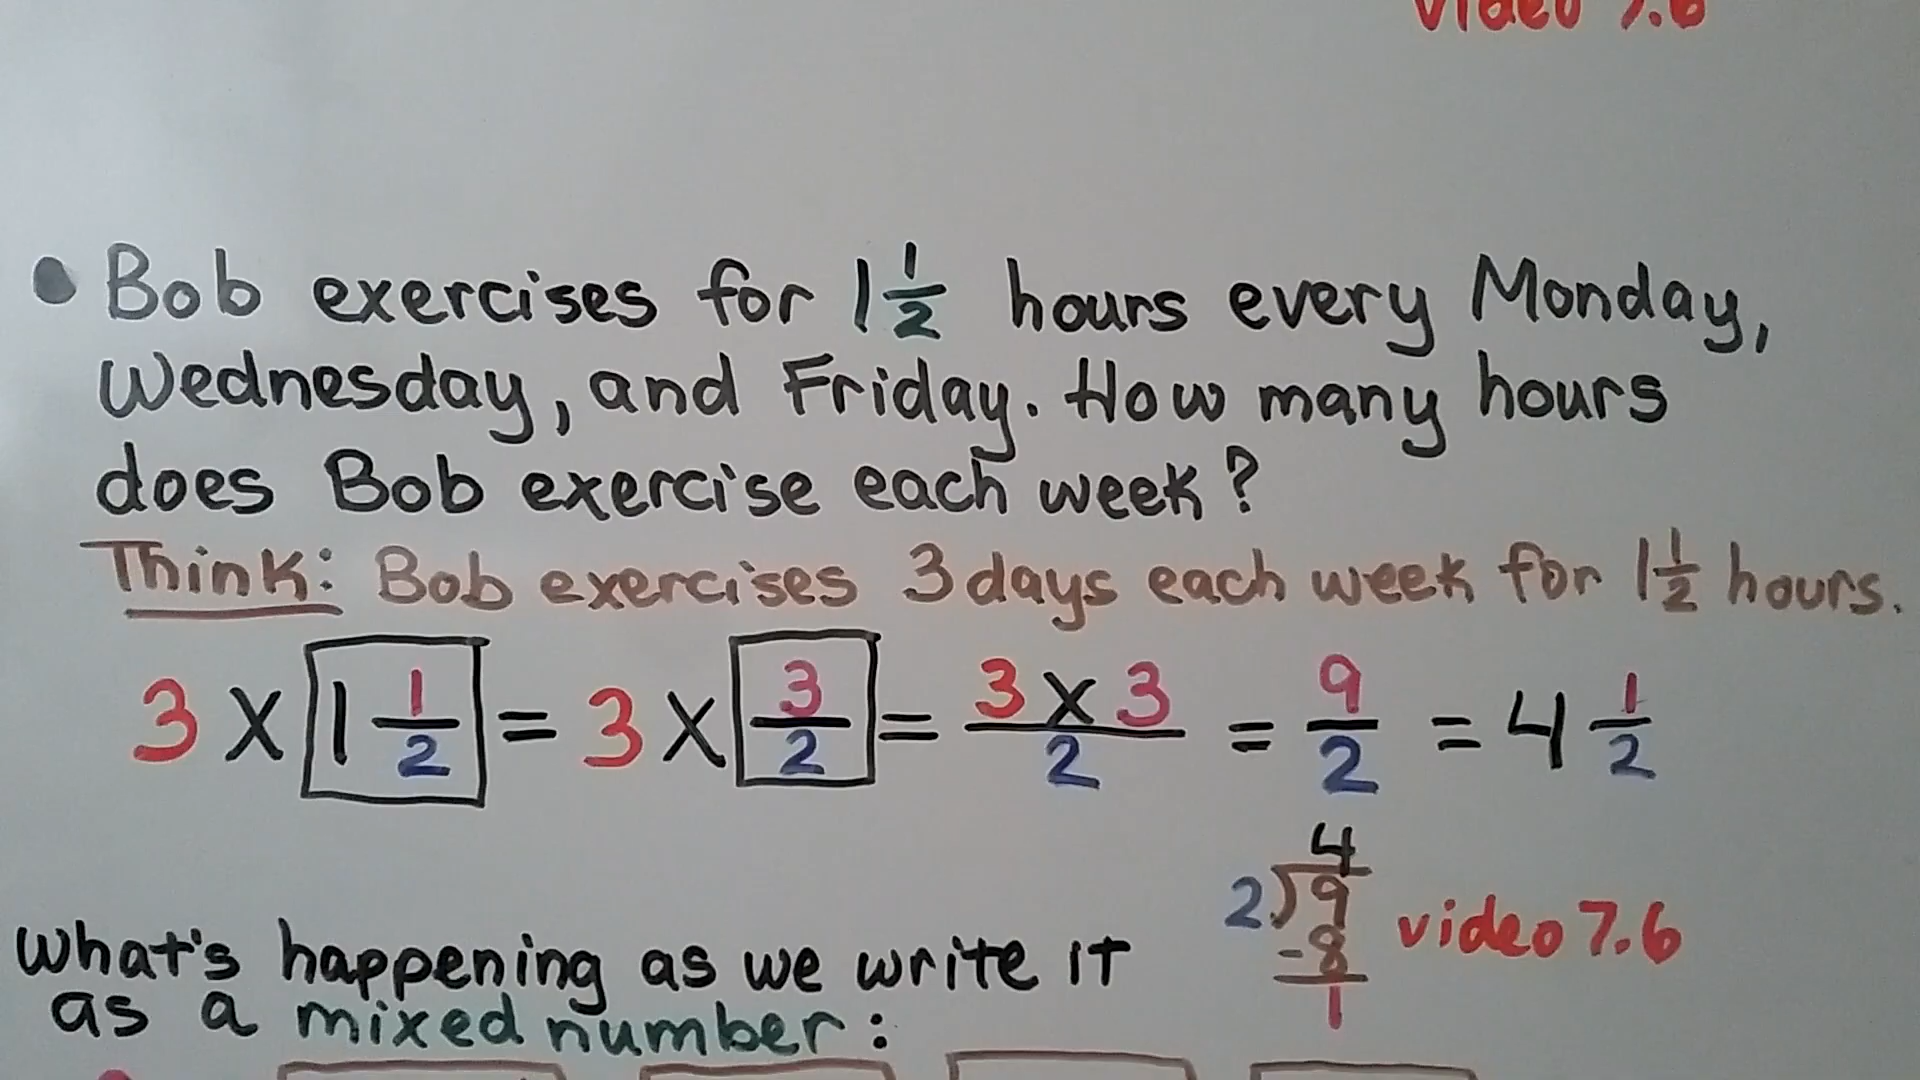 video 7.6
• Bob exercises for 1 1/2 hours every Monday,
Wednesday, and Friday. How many hours
does Bob exercise each week?
Think: Bob exercises 3 days each week for 1 1/2 hours.
3 x 1 1/2 = 3 x 3/2 = 3 x 3/2 = 9/2 = 4 1/2
4
2)9 video 7.6
-8
1
what's happening as we write it
as a mixed number: